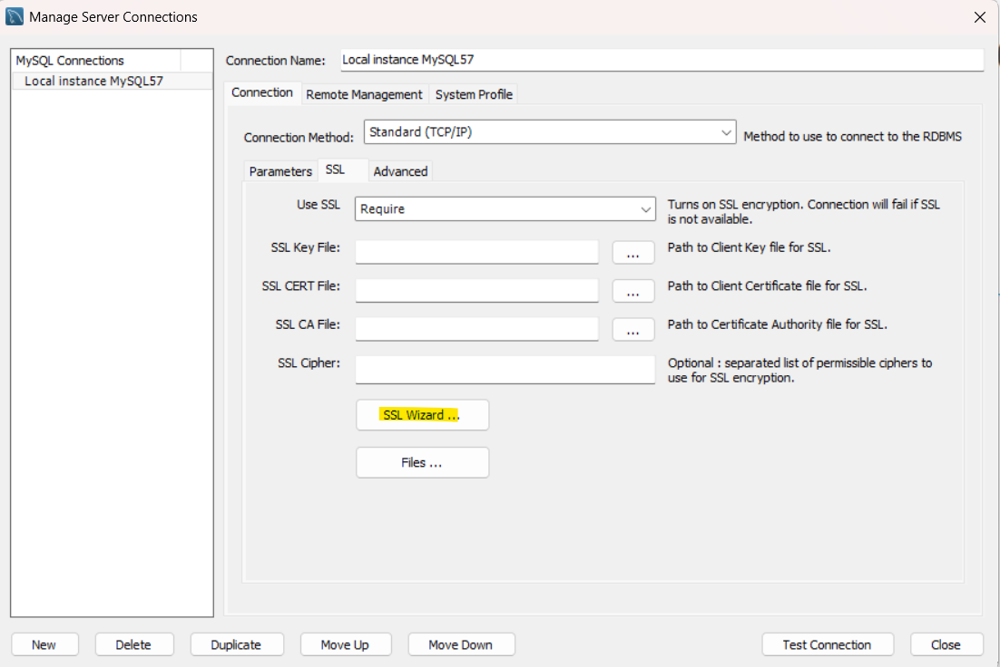 Manage Server Connections
MySQL Connections
Local instance MySQL57
Connection Name: Local instance MySQL57
Connection Remote Management System Profile
Connection Method: Standard (TCP/IP) Method to use to connect to the RDBMS
Parameters SSL Advanced
Use SSL Require Turns on SSL encryption. Connection will fail if SSL
is not available.
SSL Key File: ... Path to Client Key file for SSL.
SSL CERT File: ... Path to Client Certificate file for SSL.
SSL CA File: ... Path to Certificate Authority file for SSL.
SSL Cipher: Optional : separated list of permissible ciphers to
use for SSL encryption.
SSL Wizard ...
Files ...
New Delete Duplicate Move Up Move Down Test Connection Close